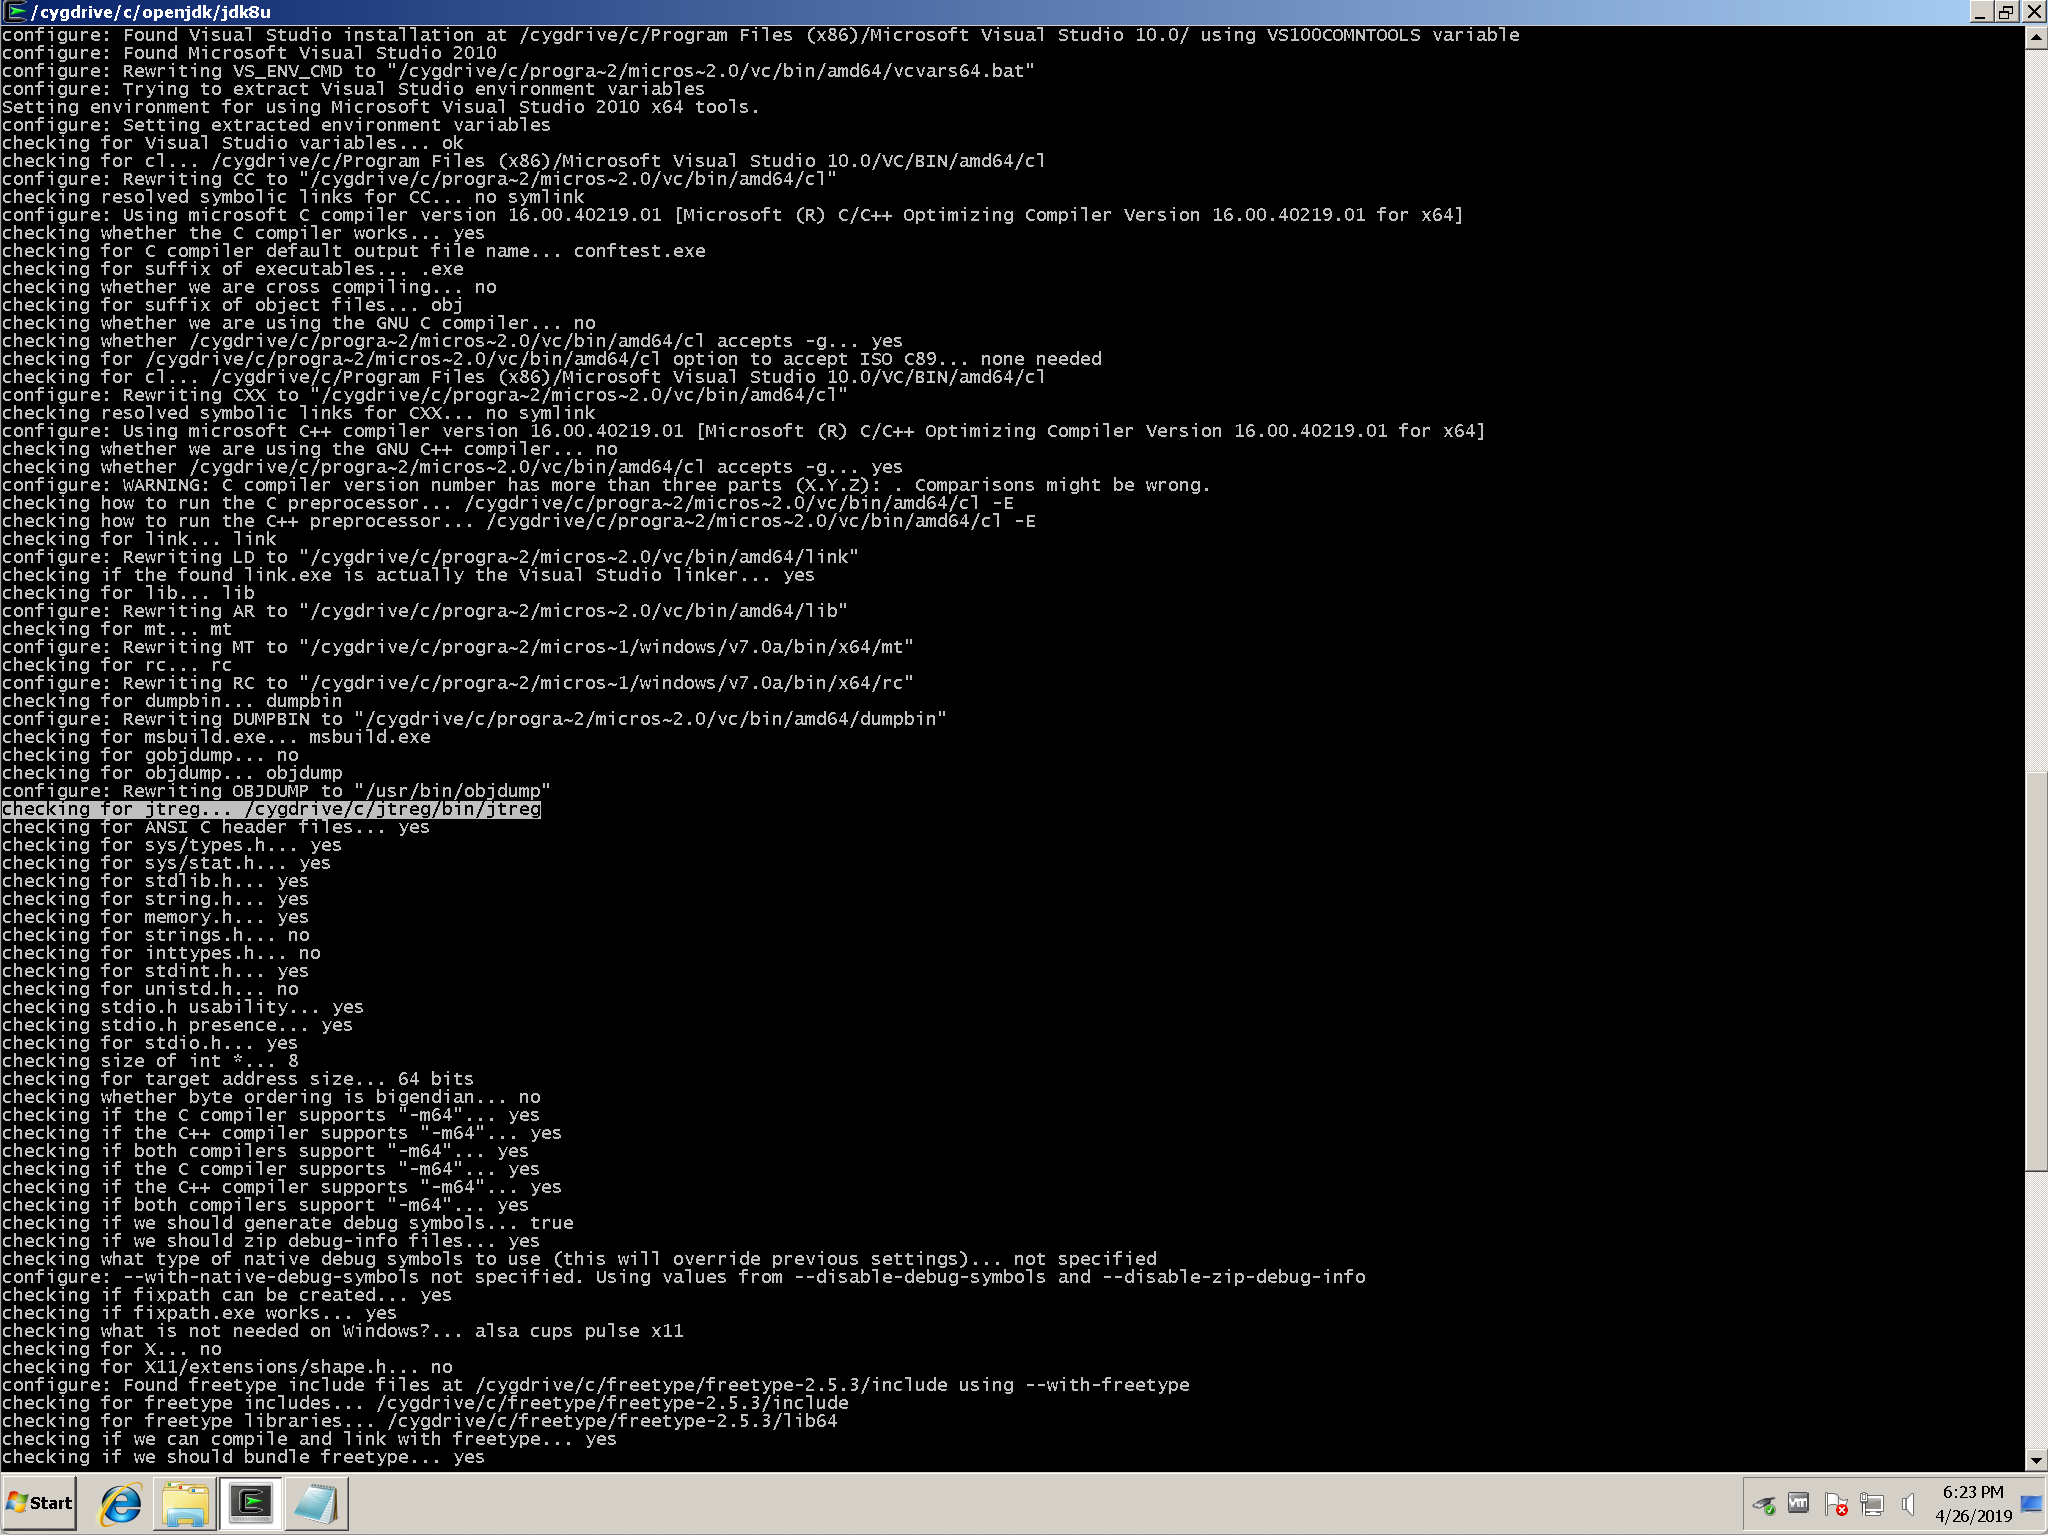 /cygdrive/c/openjdk/jdk8u
configure: Found Visual Studio installation at /cygdrive/c/Program Files (x86)/Microsoft Visual Studio 10.0/ using VS100COMNTOOLS variable
configure: Found Microsoft Visual Studio 2010
configure: Rewriting VS_ENV_CMD to "/cygdrive/c/progra~2/micros~2.0/vc/bin/amd64/vcvars64.bat"
configure: Trying to extract Visual Studio environment variables
Setting environment for using Microsoft Visual Studio 2010 x64 tools.
configure: Setting extracted environment variables
checking for Visual Studio variables... ok
checking for cl... /cygdrive/c/Program Files (x86)/Microsoft Visual Studio 10.0/VC/BIN/amd64/cl
configure: Rewriting CC to "/cygdrive/c/progra~2/micros~2.0/vc/bin/amd64/cl"
checking resolved symbolic links for CC... no symlink
configure: Using microsoft C compiler version 16.00.40219.01 [Microsoft (R) C/C++ Optimizing Compiler Version 16.00.40219.01 for x64]
checking whether the C compiler works... yes
checking for C compiler default output file name... conftest.exe
checking for suffix of executables... .exe
checking whether we are cross compiling... no
checking for suffix of object files... obj
checking whether we are using the GNU C compiler... no
checking whether /cygdrive/c/progra~2/micros~2.0/vc/bin/amd64/cl accepts -g... yes
checking for /cygdrive/c/progra~2/micros~2.0/vc/bin/amd64/cl option to accept ISO C89... none needed
checking for cl... /cygdrive/c/Program Files (x86)/Microsoft Visual Studio 10.0/VC/BIN/amd64/cl
configure: Rewriting CXX to "/cygdrive/c/progra~2/micros~2.0/vc/bin/amd64/cl"
checking resolved symbolic links for CXX... no symlink
configure: Using microsoft C++ compiler version 16.00.40219.01 [Microsoft (R) C/C++ Optimizing Compiler Version 16.00.40219.01 for x64]
checking whether we are using the GNU C++ compiler... no
checking whether /cygdrive/c/progra~2/micros~2.0/vc/bin/amd64/cl accepts -g... yes
configure: WARNING: C compiler version number has more than three parts (X.Y.Z): . Comparisons might be wrong.
checking how to run the C preprocessor... /cygdrive/c/progra~2/micros~2.0/vc/bin/amd64/cl -E
checking how to run the C++ preprocessor... /cygdrive/c/progra~2/micros~2.0/vc/bin/amd64/cl -E
checking for link... link
configure: Rewriting LD to "/cygdrive/c/progra~2/micros~2.0/vc/bin/amd64/link"
checking if the found link.exe is actually the Visual Studio linker... yes
checking for lib... lib
configure: Rewriting AR to "/cygdrive/c/progra~2/micros~2.0/vc/bin/amd64/lib"
checking for mt... mt
configure: Rewriting MT to "/cygdrive/c/progra~2/micros~1/windows/v7.0a/bin/x64/mt"
checking for rc... rc
configure: Rewriting RC to "/cygdrive/c/progra~2/micros~1/windows/v7.0a/bin/x64/rc"
checking for dumpbin... dumpbin
configure: Rewriting DUMPBIN to "/cygdrive/c/progra~2/micros~2.0/vc/bin/amd64/dumpbin"
checking for msbuild.exe... msbuild.exe
checking for gobjdump... no
checking for objdump... objdump
configure: Rewriting OBJDUMP to "/usr/bin/objdump"
checking for jtreg... /cygdrive/c/jtreg/bin/jtreg
checking for ANSI C header files... yes
checking for sys/types.h... yes
checking for sys/stat.h... yes
checking for stdlib.h... yes
checking for string.h... yes
checking for memory.h... yes
checking for strings.h... no
checking for inttypes.h... no
checking for stdint.h... yes
checking for unistd.h... no
checking stdio.h usability... yes
checking stdio.h presence... yes
checking for stdio.h... yes
checking size of int *... 8
checking for target address size... 64 bits
checking whether byte ordering is bigendian... no
checking if the C compiler supports "-m64"... yes
checking if the C++ compiler supports "-m64"... yes
checking if both compilers support "-m64"... yes
checking if the C compiler supports "-m64"... yes
checking if the C++ compiler supports "-m64"... yes
checking if both compilers support "-m64"... yes
checking if we should generate debug symbols... true
checking if we should zip debug-info files... yes
checking what type of native debug symbols to use (this will override previous settings)... not specified
configure: --with-native-debug-symbols not specified. Using values from --disable-debug-symbols and --disable-zip-debug-info
checking if fixpath can be created... yes
checking if fixpath.exe works... yes
checking what is not needed on Windows?... alsa cups pulse x11
checking for X... no
checking for X11/extensions/shape.h... no
configure: Found freetype include files at /cygdrive/c/freetype/freetype-2.5.3/include using --with-freetype
checking for freetype includes... /cygdrive/c/freetype/freetype-2.5.3/include
checking for freetype libraries... /cygdrive/c/freetype/freetype-2.5.3/lib64
checking if we can compile and link with freetype... yes
checking if we should bundle freetype... yes
Start
vm
6:23 PM
4/26/2019